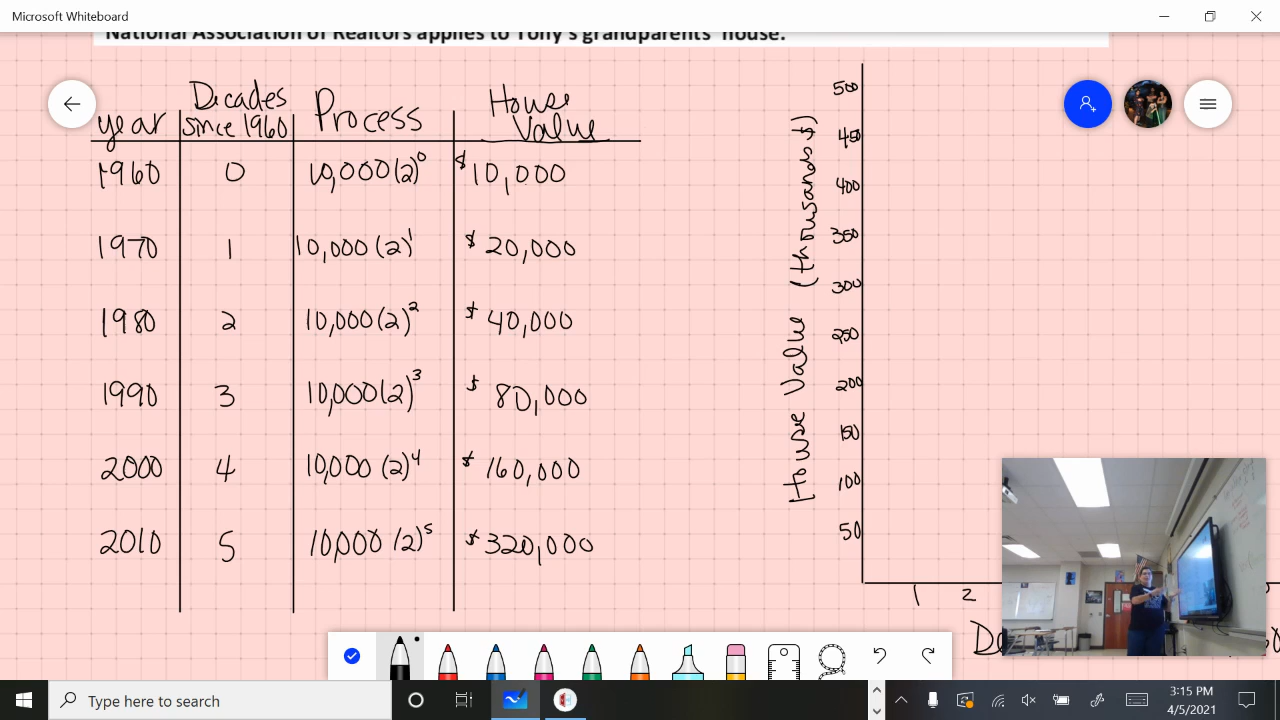 Microsoft Whiteboard
National Association of Realtors applies to Tony's grandparents' house.
year Decades since 1960 Process House Value
1960 0 10,000(2)^0 $10,000
1970 1 10,000(2)^1 $20,000
1980 2 10,000(2)^2 $40,000
1990 3 10,000(2)^3 $80,000
2000 4 10,000(2)^4 $160,000
2010 5 10,000(2)^5 $320,000
House Value (thousands $)
500
450
400
350
300
250
200
150
100
50
1 2
Type here to search
3:15 PM
4/5/2021